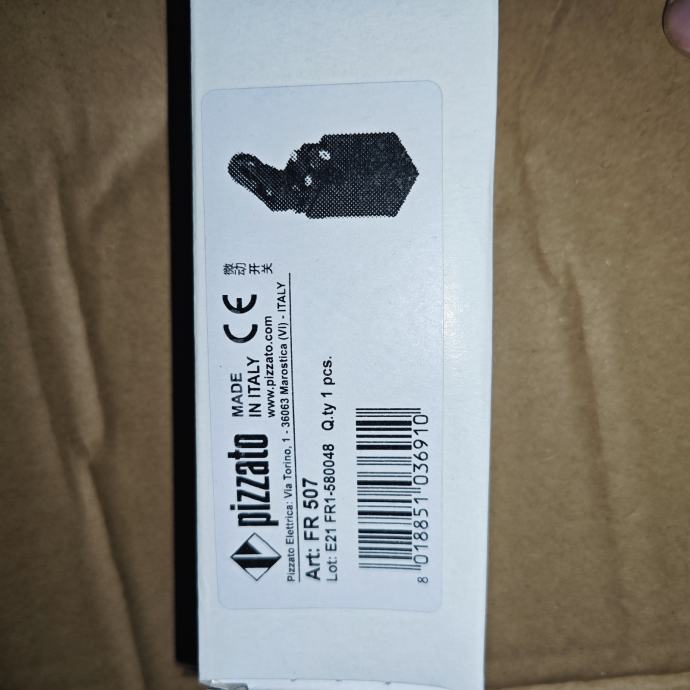 pizzato
MADE
IN ITALY
CE
微动
开关
www.pizzato.com
Pizzato Elettrica: Via Torino, 1 - 36063 Marostica (VI) - ITALY
Art: FR 507
Lot: E21 FR1-580048 Q.ty 1 pcs.
8 018851 036910